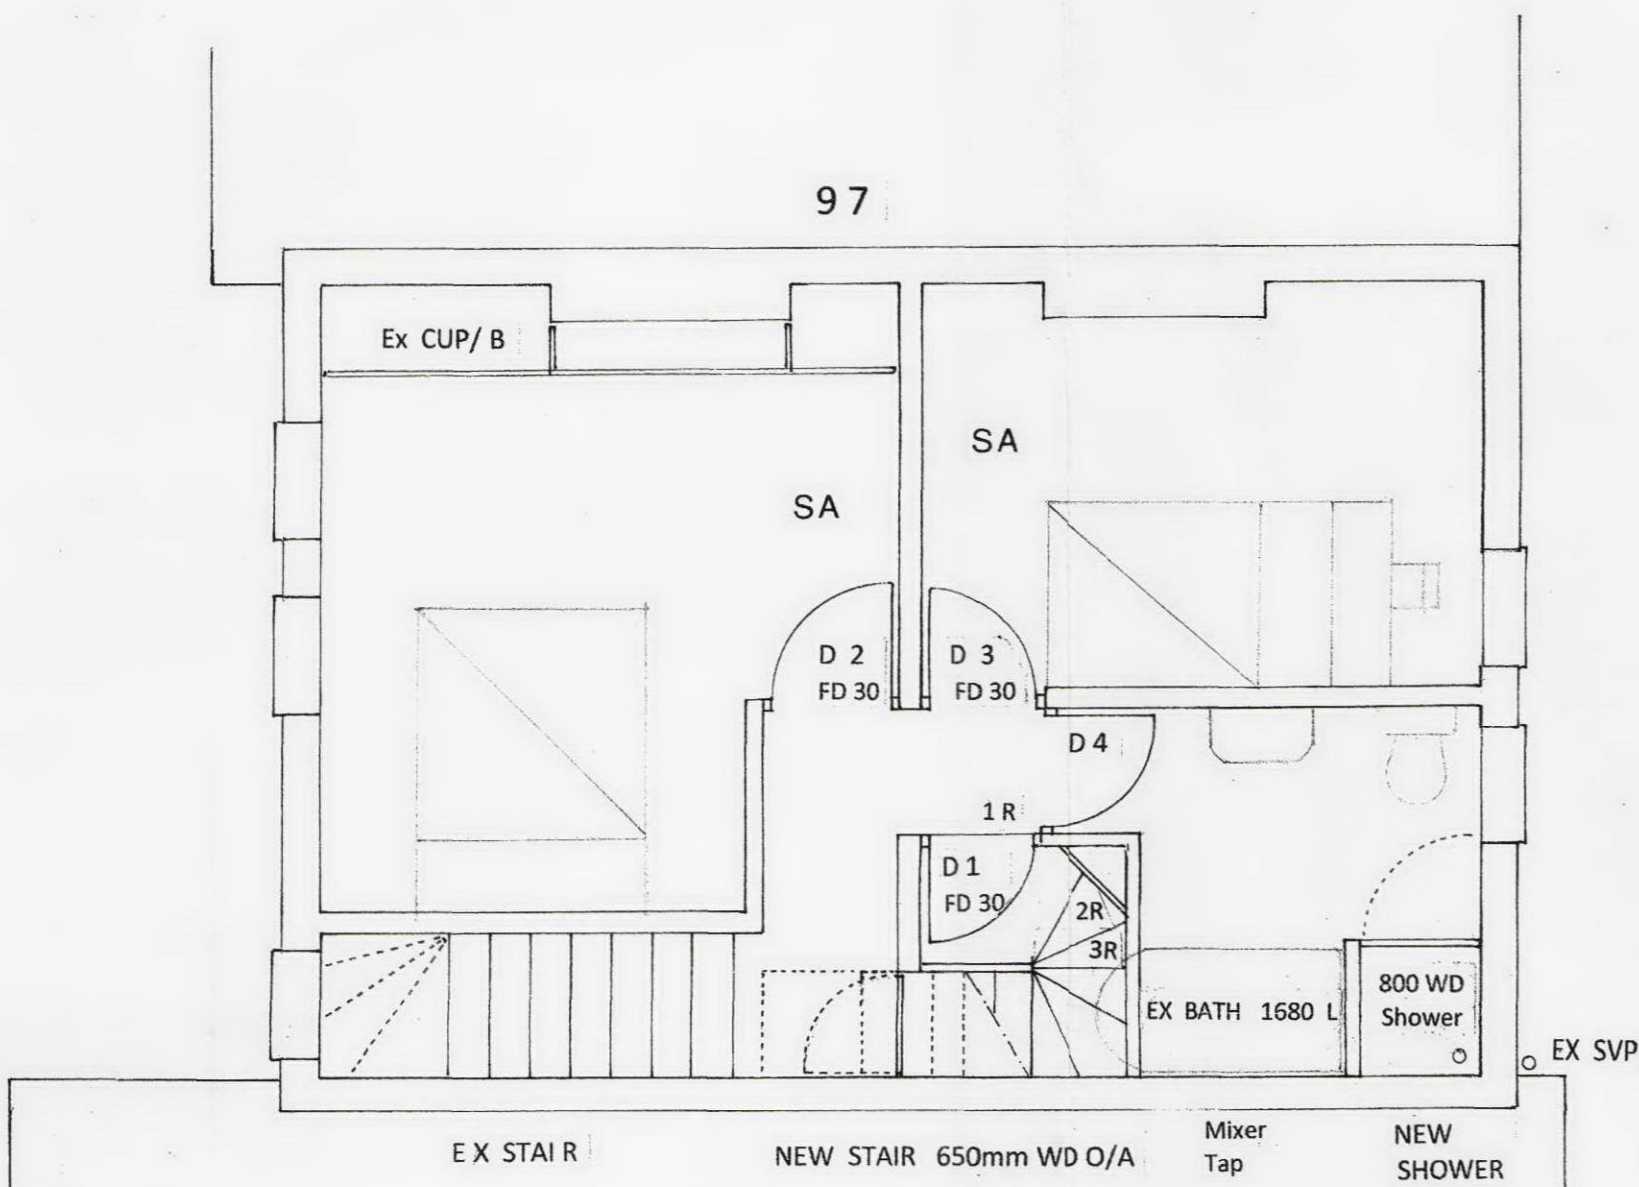 97
Ex CUP/ B
SA
SA
D 2
FD 30
D 3
FD 30
D 4
1 R
D 1
FD 30
2R
3R
EX BATH 1680 L
800 WD
Shower
EX SVP
EX STAIR
NEW STAIR 650mm WD O/A
Mixer
Tap
NEW
SHOWER